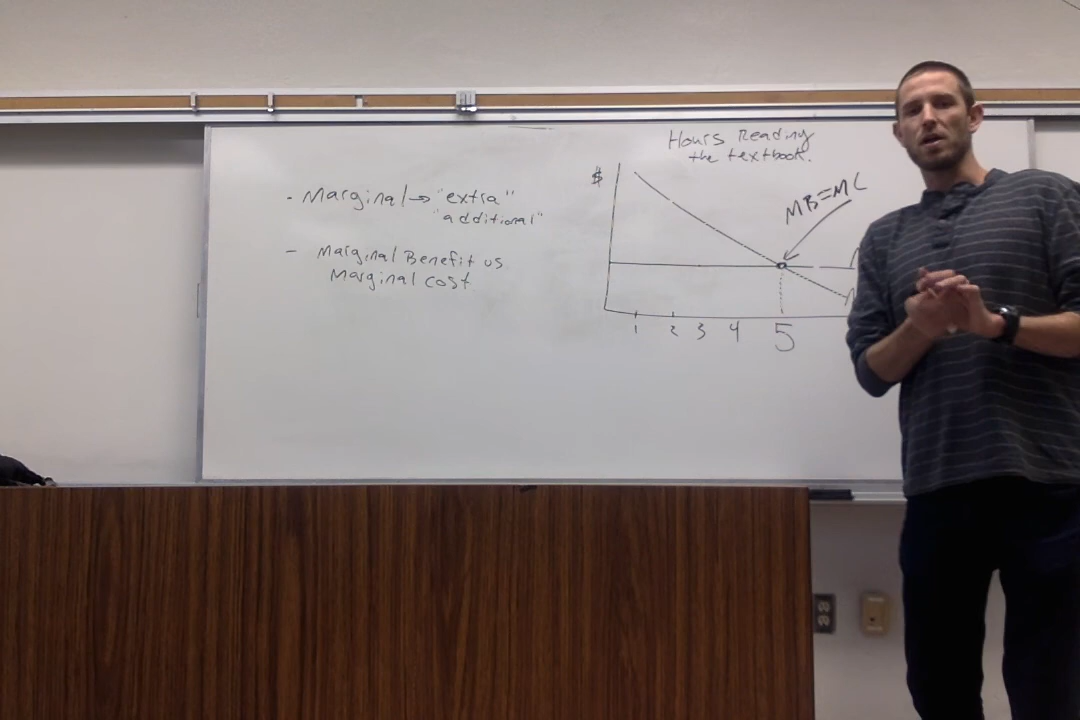 - Marginal → "extra"
"additional"
- Marginal Benefit vs
Marginal cost
Hours Reading
the textbook.
$
MB=MC
1 2 3 4 5